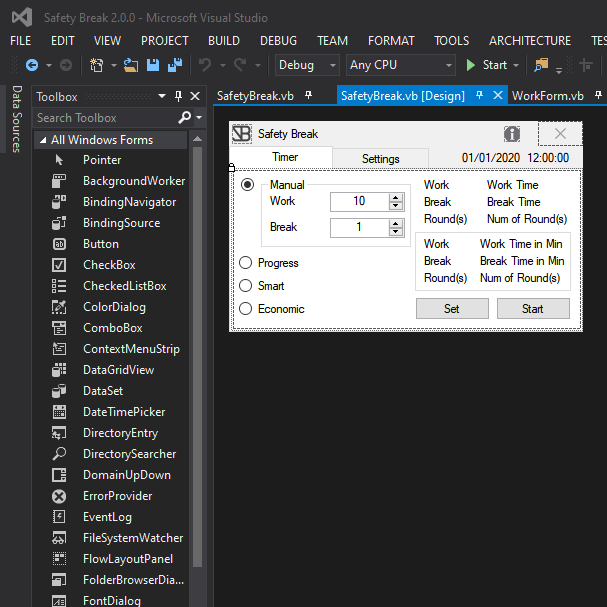 Safety Break 2.0.0 - Microsoft Visual Studio
FILE EDIT VIEW PROJECT BUILD DEBUG TEAM FORMAT TOOLS ARCHITECTURE TES
Debug Any CPU Start
Data Sources
Toolbox
Search Toolbox
All Windows Forms
Pointer
BackgroundWorker
BindingNavigator
BindingSource
Button
CheckBox
CheckedListBox
ColorDialog
ComboBox
ContextMenuStrip
DataGridView
DataSet
DateTimePicker
DirectoryEntry
DirectorySearcher
DomainUpDown
ErrorProvider
EventLog
FileSystemWatcher
FlowLayoutPanel
FolderBrowserDia...
FontDialog
SafetyBreak.vb SafetyBreak.vb [Design] WorkForm.vb
SB Safety Break
Timer Settings 01/01/2020 12:00:00
Manual
Work 10
Break 1
Progress
Smart
Economic
Work Work Time
Break Break Time
Round(s) Num of Round(s)
Work Work Time in Min
Break Break Time in Min
Round(s) Num of Round(s)
Set Start